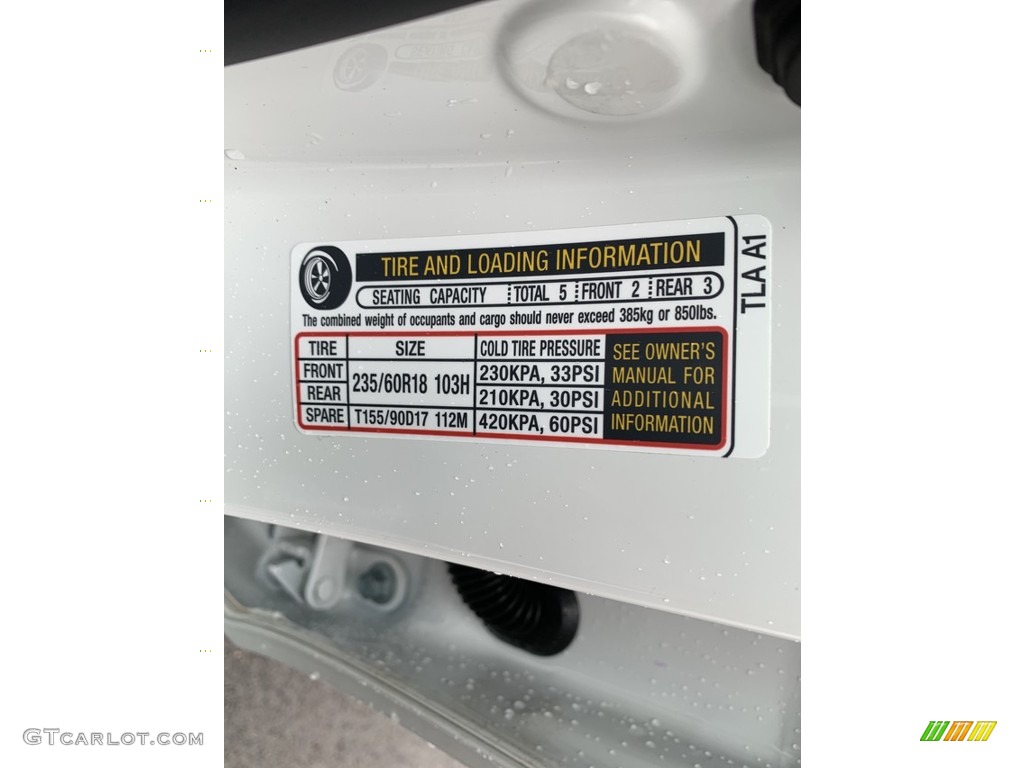 TIRE AND LOADING INFORMATION
SEATING CAPACITY TOTAL 5 FRONT 2 REAR 3
The combined weight of occupants and cargo should never exceed 385kg or 850lbs.
TIRE SIZE COLD TIRE PRESSURE
FRONT 235/60R18 103H 230KPA, 33PSI
REAR 210KPA, 30PSI
SPARE T155/90D17 112M 420KPA, 60PSI
SEE OWNER'S
MANUAL FOR
ADDITIONAL
INFORMATION
TLA A1
GTCARLOT.COM